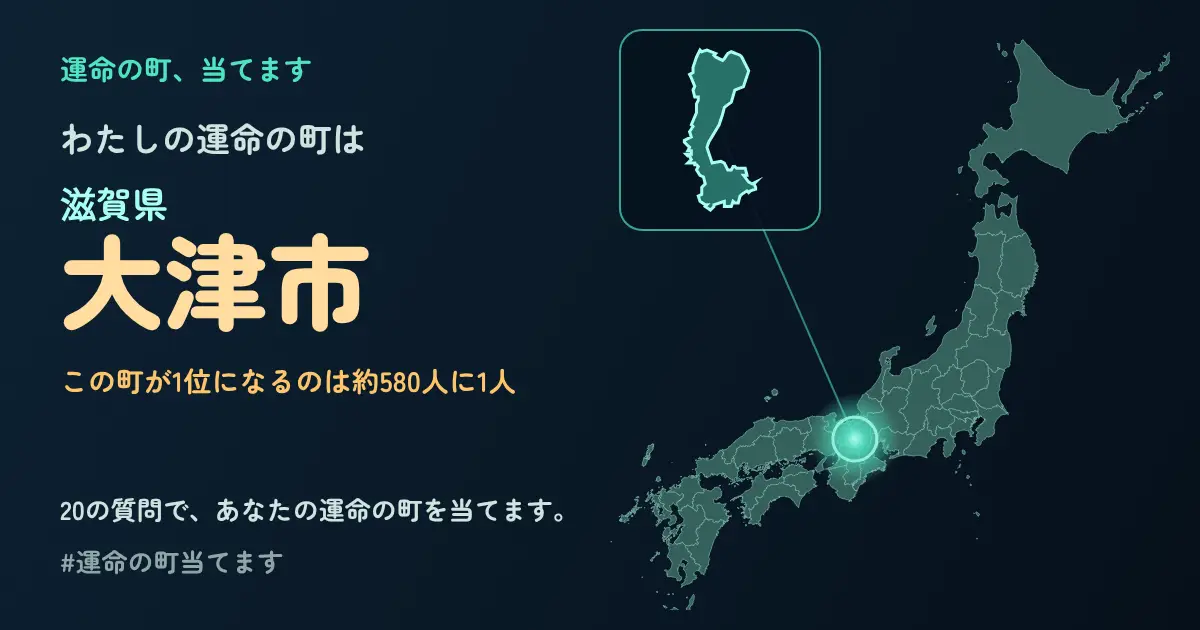 運命の町、当てます
わたしの運命の町は
滋賀県
大津市
この町が1位になるのは約580人に1人
20の質問で、あなたの運命の町を当てます。
#運命の町当てます